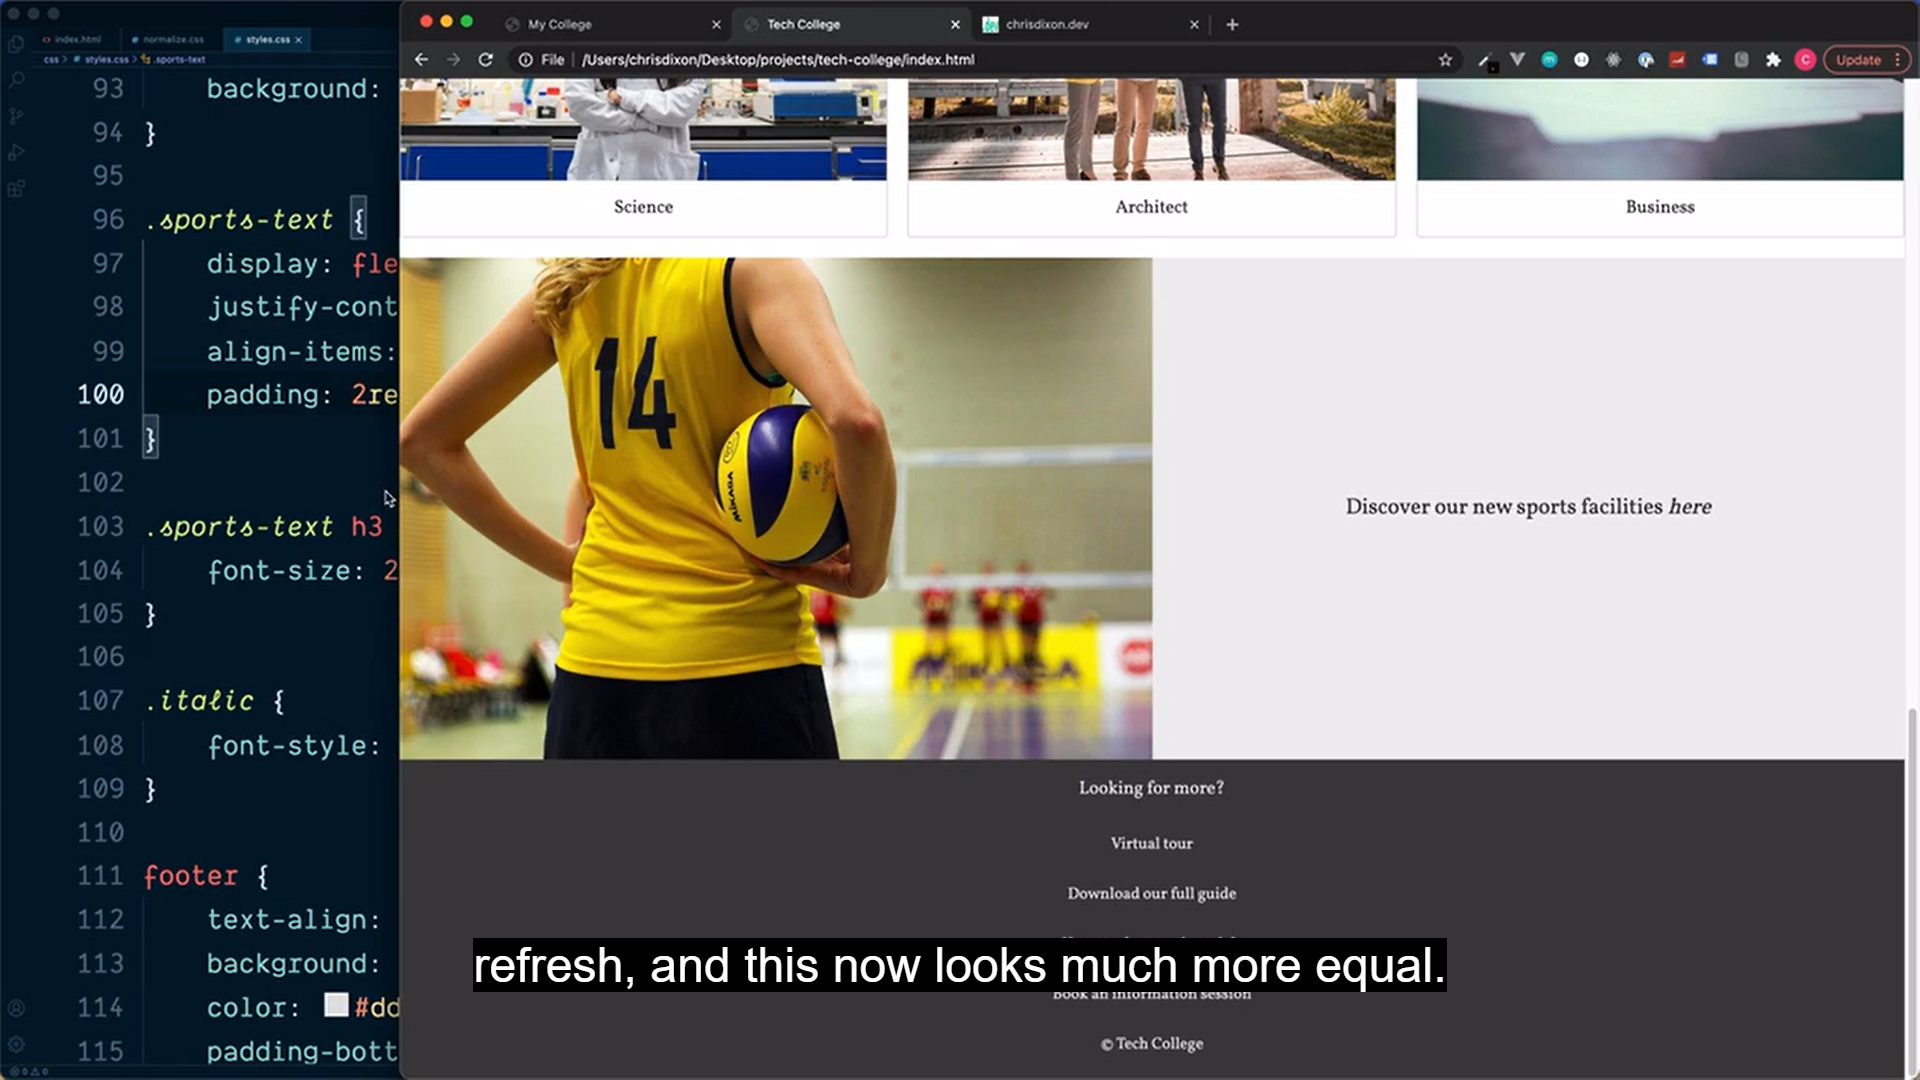 index.html
normalize.css
styles.css
css > styles.css > .sports-text
93 background:
94 }
95
96 .sports-text {
97 display: fle
98 justify-cont
99 align-items:
100 padding: 2re
101 }
102
103 .sports-text h3
104 font-size: 2
105 }
106
107 .italic {
108 font-style:
109 }
110
111 footer {
112 text-align:
113 background:
114 color: #dd
115 padding-bott
My College
Tech College
chrisdixon.dev
File /Users/chrisdixon/Desktop/projects/tech-college/index.html
C
Update
Science
Architect
Business
14
MIKASA
MIKASA
Discover our new sports facilities here
Looking for more?
Virtual tour
Download our full guide
refresh, and this now looks much more equal.
Book an information session
© Tech College